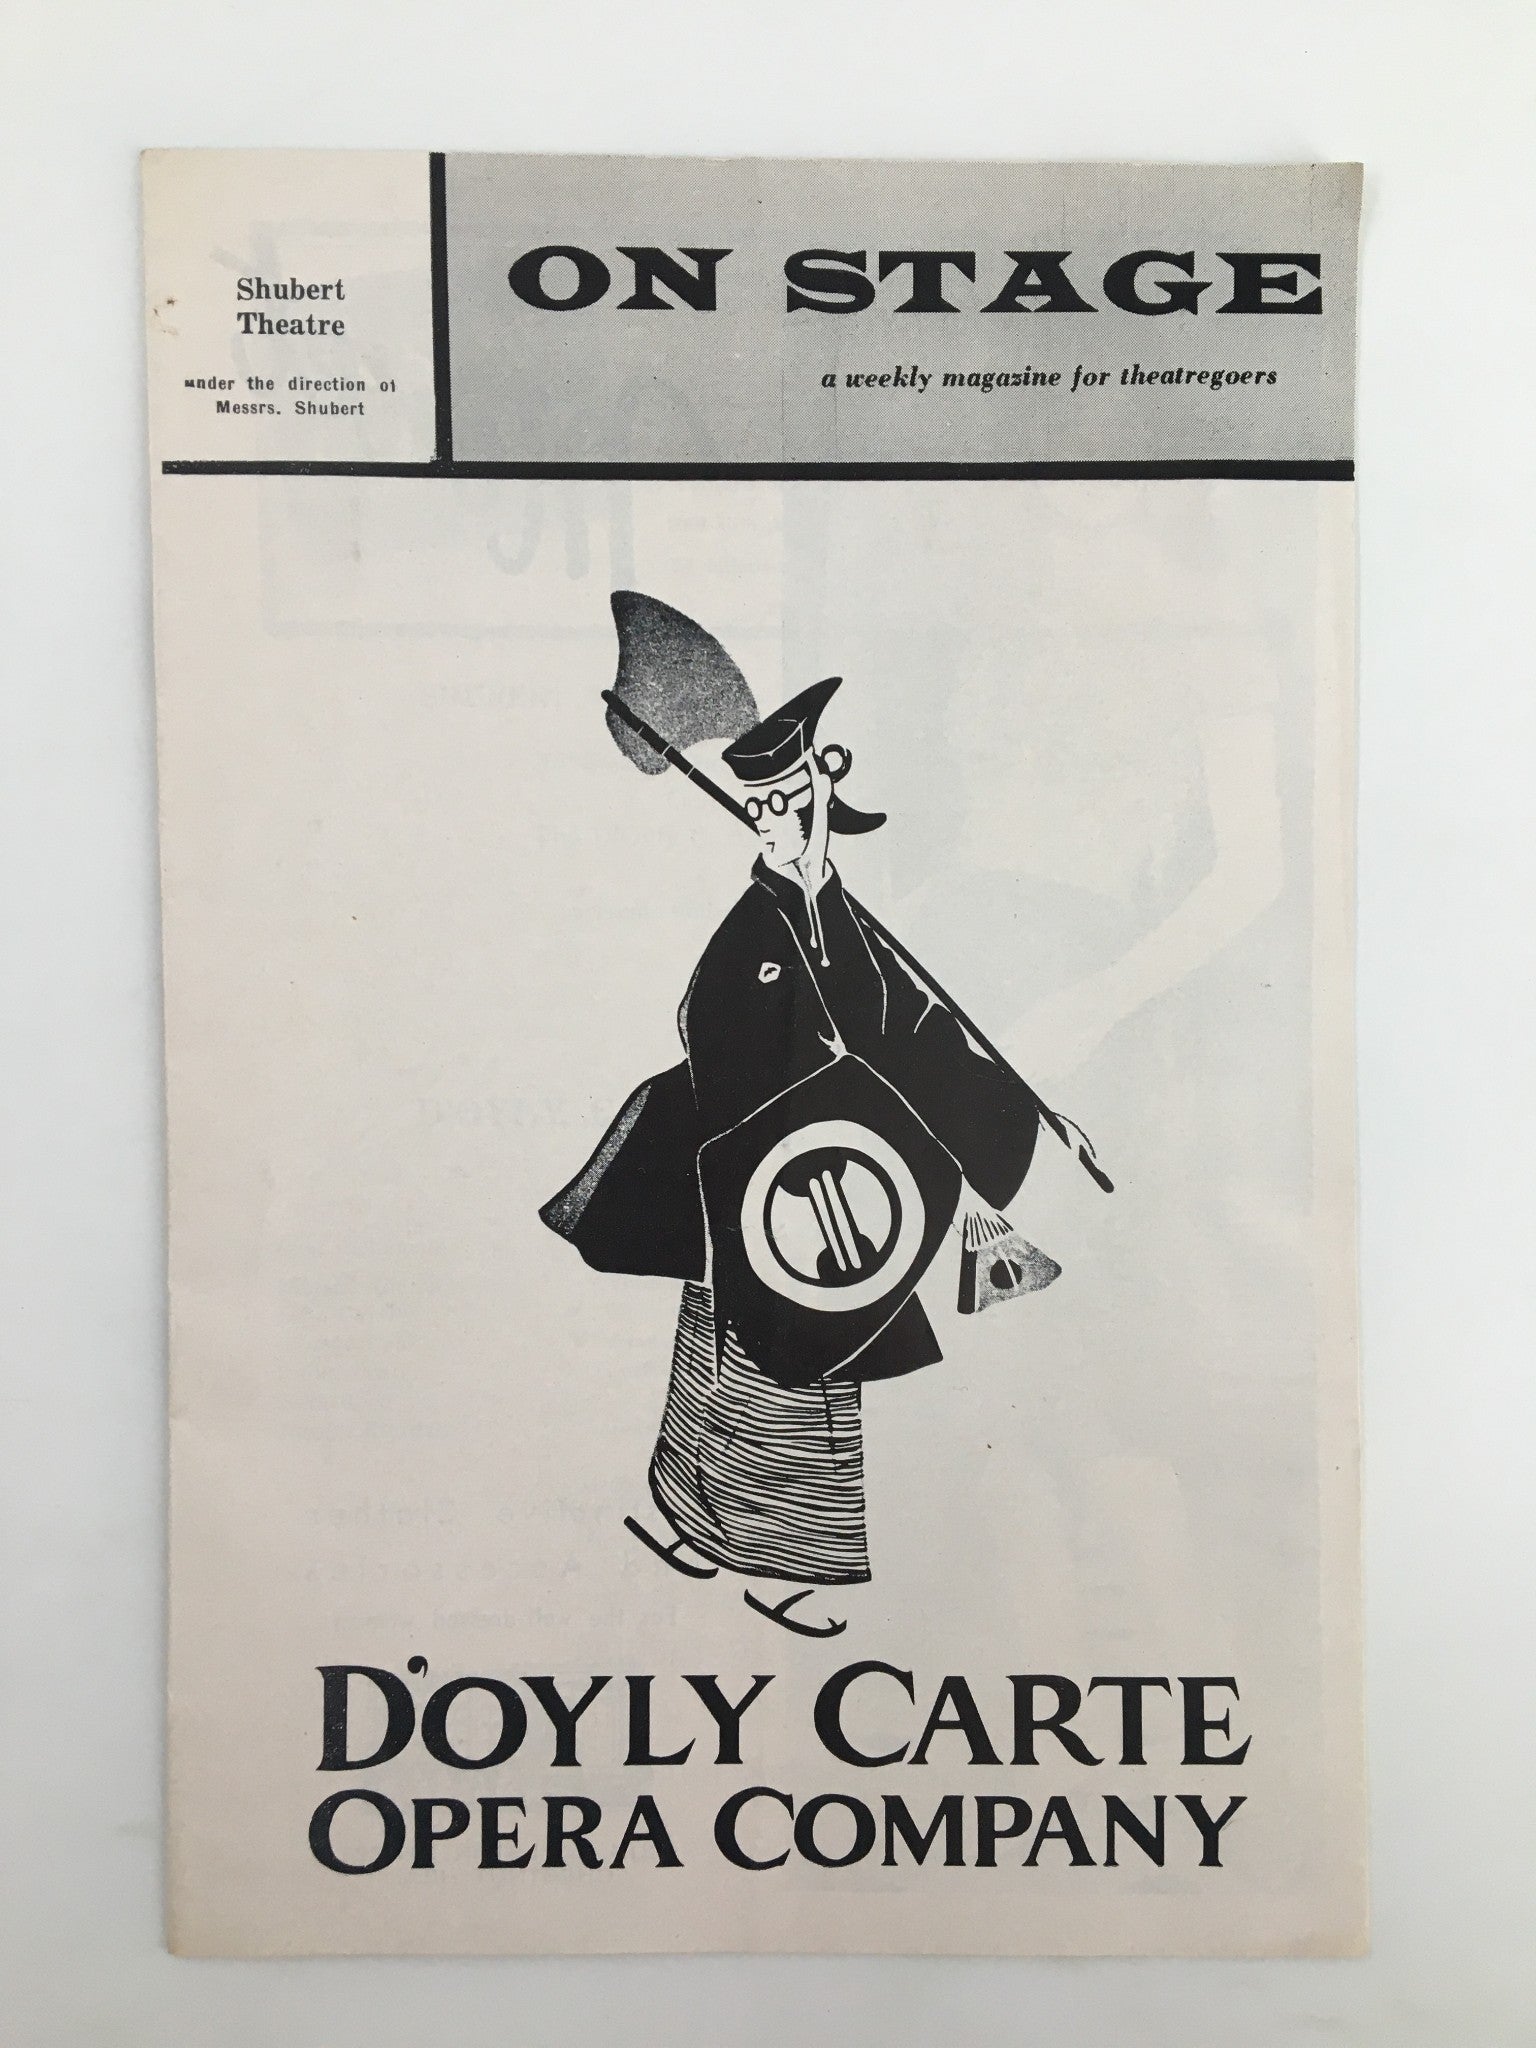 Shubert
Theatre
under the direction of
Messrs. Shubert
ON STAGE
a weekly magazine for theatregoers
D'OYLY CARTE
OPERA COMPANY